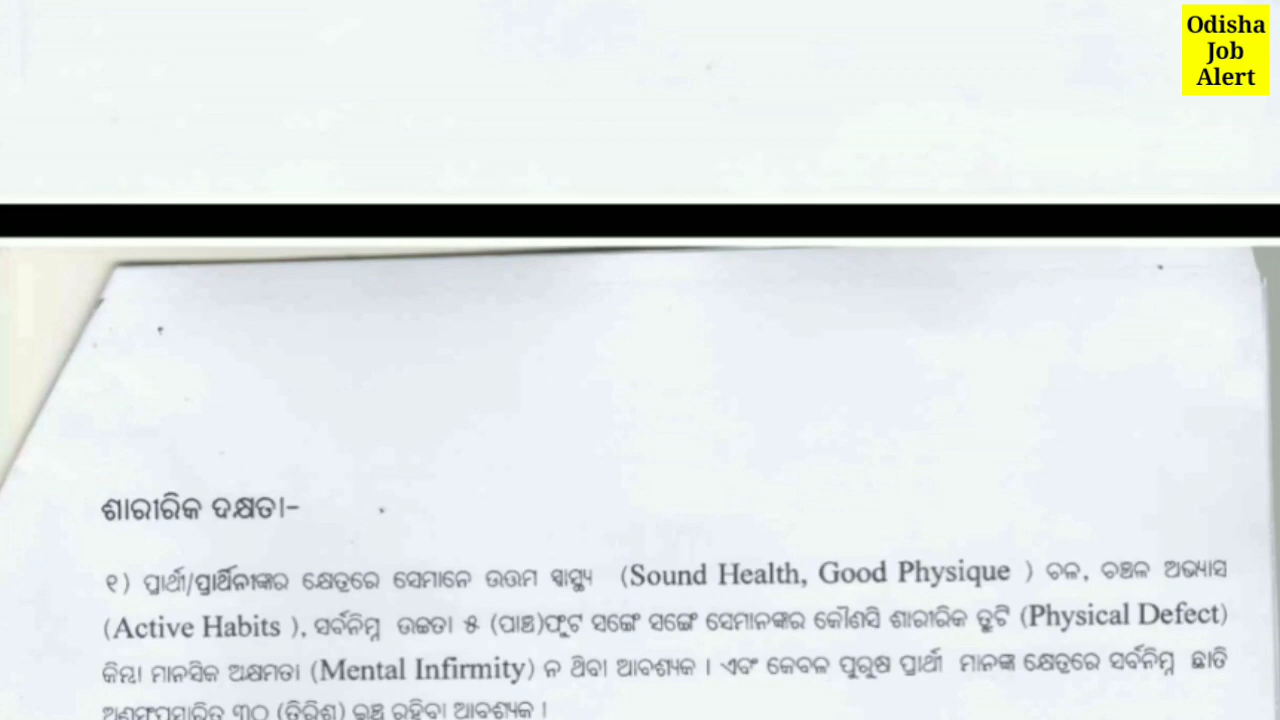 Odisha
Job
Alert
ଶାରୀରିକ ଦକ୍ଷତା-
୧) ପ୍ରାର୍ଥୀ/ପ୍ରାର୍ଥିନୀଙ୍କର କ୍ଷେତ୍ରରେ ସେମାନେ ଉତ୍ତମ ସ୍ୱାସ୍ଥ୍ୟ (Sound Health, Good Physique ) ଚଳ, ଚଞ୍ଚଳ ଅଭ୍ୟାସ
(Active Habits ), ସର୍ବନିମ୍ନ ଉଚ୍ଚତା ୫ (ପାଞ୍ଚ)ଫୁଟ ସଙ୍ଗେ ସଙ୍ଗେ ସେମାନଙ୍କର କୌଣସି ଶାରୀରିକ ତ୍ରୁଟି (Physical Defect)
କିମ୍ବା ମାନସିକ ଅକ୍ଷମତା (Mental Infirmity) ନ ଥିବା ଆବଶ୍ୟକ । ଏବଂ କେବଳ ପୁରୁଷ ପ୍ରାର୍ଥୀ ମାନଙ୍କ କ୍ଷେତ୍ରରେ ସର୍ବନିମ୍ନ ଛାତି
ଅଣସଂପ୍ରସାରିତ ୩୦ (ତିରିଶ) ଇଞ୍ଚ ରହିବା ଆବଶ୍ୟକ ।